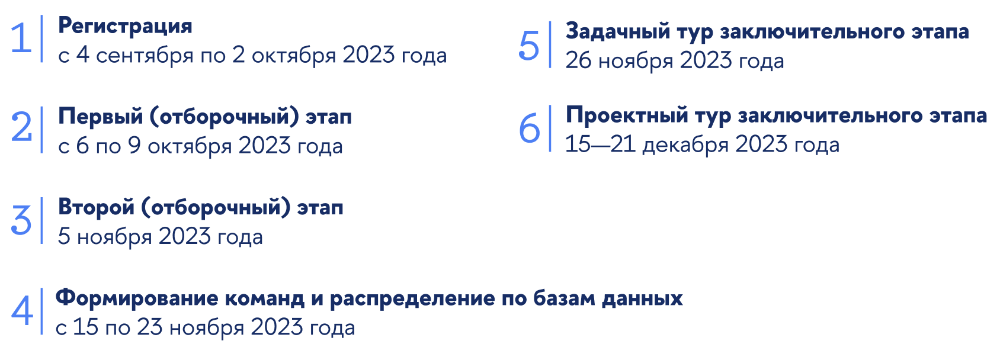 1
Регистрация
с 4 сентября по 2 октября 2023 года
2
Первый (отборочный) этап
с 6 по 9 октября 2023 года
3
Второй (отборочный) этап
5 ноября 2023 года
4
Формирование команд и распределение по базам данных
с 15 по 23 ноября 2023 года
5
Задачный тур заключительного этапа
26 ноября 2023 года
6
Проектный тур заключительного этапа
15—21 декабря 2023 года